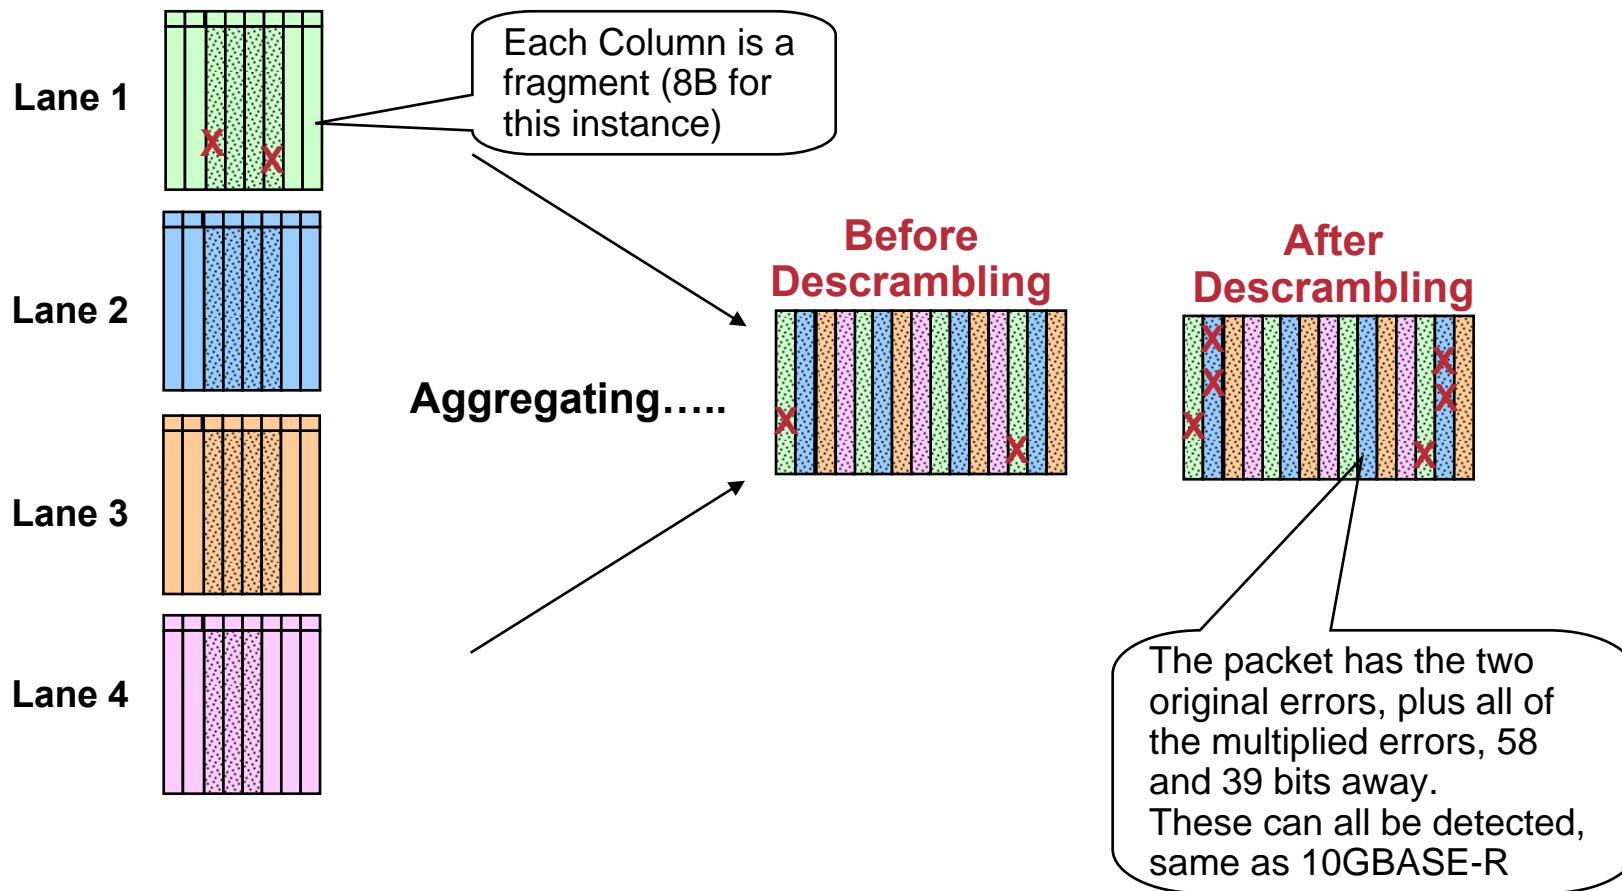 Lane 1
Each Column is a
fragment (8B for
this instance)
Lane 2
Before
Descrambling
After
Descrambling
Aggregating.....
Lane 3
Lane 4
X
X
X
X
X
X
X
X
X
X
The packet has the two
original errors, plus all of
the multiplied errors, 58
and 39 bits away.
These can all be detected,
same as 10GBASE-R